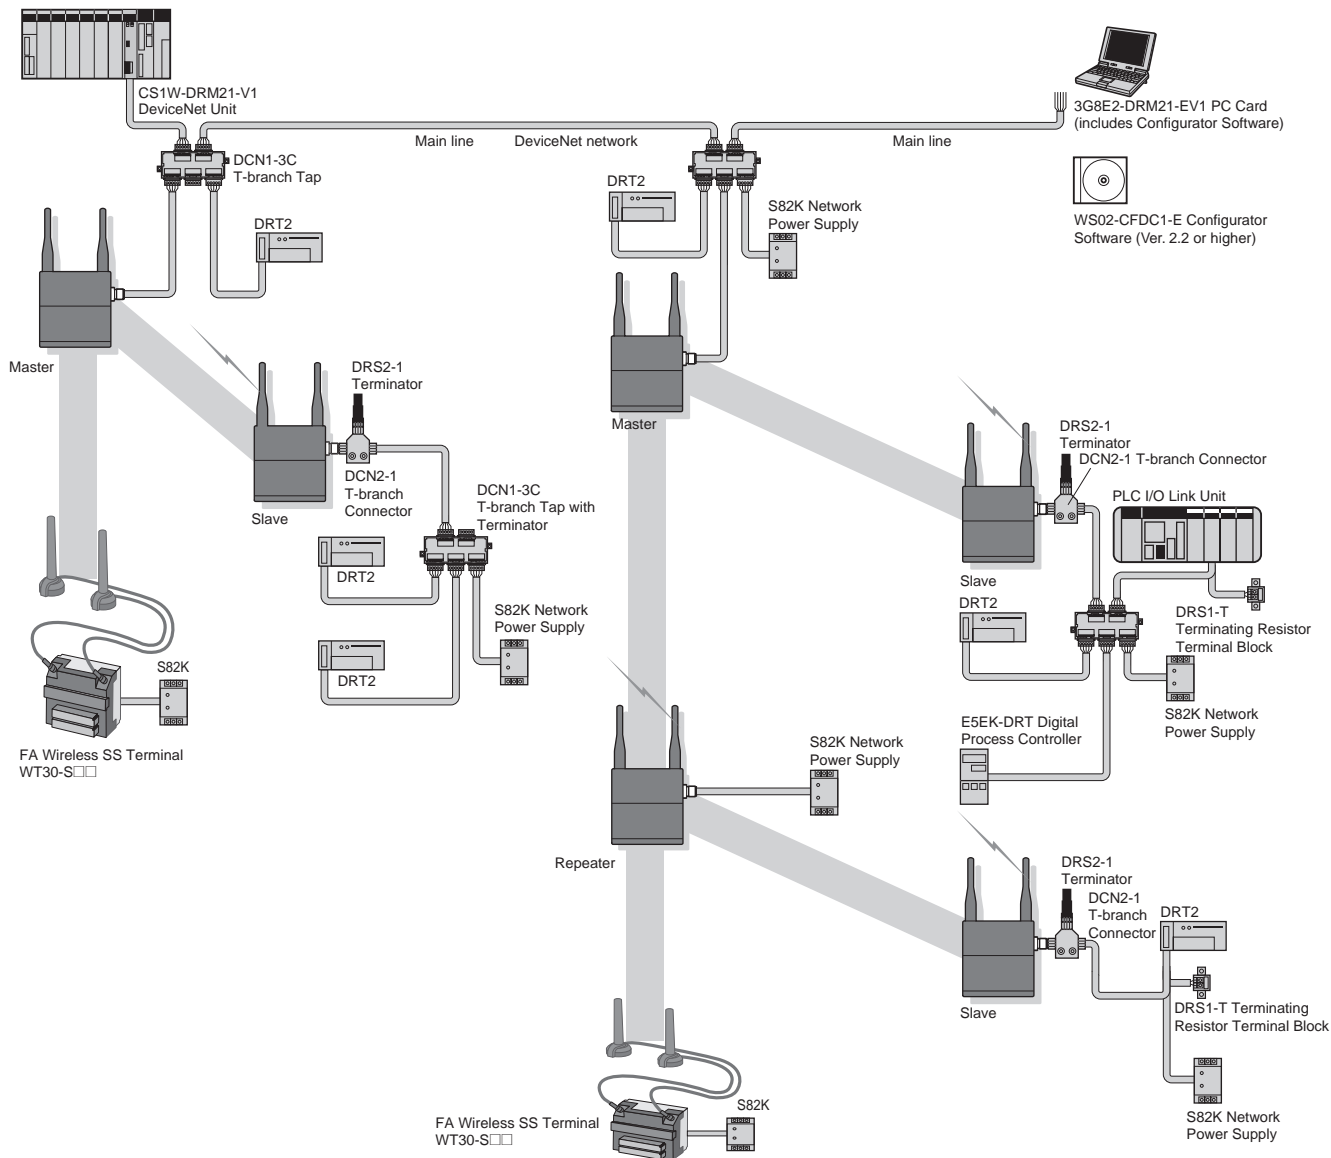 CS1W-DRM21-V1
DeviceNet Unit
3G8E2-DRM21-EV1 PC Card
(includes Configurator Software)
Main line
DeviceNet network
Main line
DCN1-3C
T-branch Tap
DRT2
S82K Network
Power Supply
WS02-CFDC1-E Configurator
Software (Ver. 2.2 or higher)
DRT2
Master
DRS2-1
Terminator
Master
DRS2-1
Terminator
DCN2-1 T-branch Connector
DCN2-1
T-branch
Connector
Slave
DCN1-3C
T-branch Tap with
Terminator
PLC I/O Link Unit
DRT2
Slave
DRT2
DRS1-T
Terminating Resistor
Terminal Block
S82K Network
Power Supply
DRT2
S82K
FA Wireless SS Terminal
WT30-S□□
S82K Network
Power Supply
E5EK-DRT Digital
Process Controller
S82K Network
Power Supply
Repeater
DRS2-1
Terminator
DCN2-1
T-branch
Connector
DRT2
Slave
DRS1-T Terminating
Resistor Terminal Block
S82K Network
Power Supply
S82K
FA Wireless SS Terminal
WT30-S□□